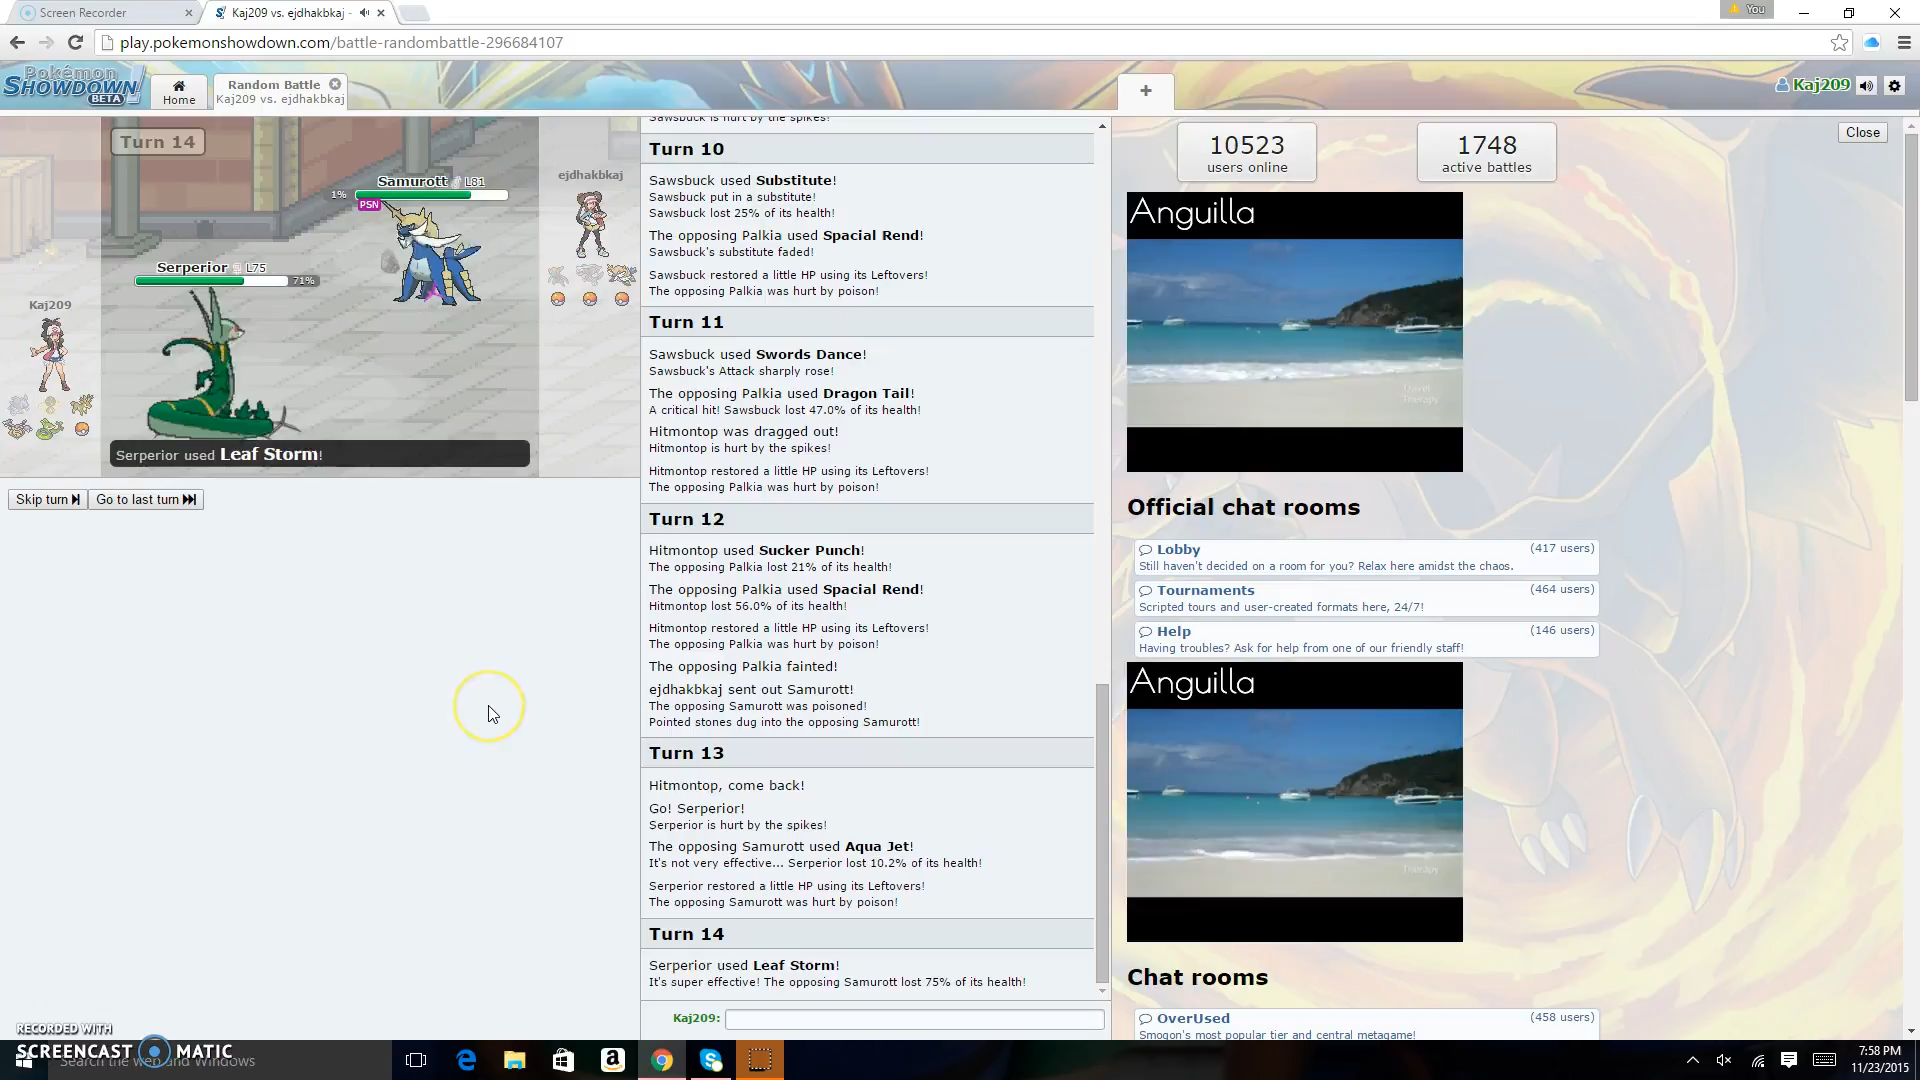 Screen Recorder
Kaj209 vs. ejdhakbkaj -
You
play.pokemonshowdown.com/battle-randombattle-296684107
Pokémon
SHOWDOWN
BETA
Home
Random Battle
Kaj209 vs. ejdhakbkaj
+
Kaj209
Turn 14
Samurott L81
1%
PSN
Serperior L75
71%
ejdhakbkaj
Kaj209
Serperior used Leaf Storm!
Skip turn
Go to last turn
Sawsbuck is hurt by the spikes!
Turn 10
Sawsbuck used Substitute!
Sawsbuck put in a substitute!
Sawsbuck lost 25% of its health!
The opposing Palkia used Spacial Rend!
Sawsbuck's substitute faded!
Sawsbuck restored a little HP using its Leftovers!
The opposing Palkia was hurt by poison!
Turn 11
Sawsbuck used Swords Dance!
Sawsbuck's Attack sharply rose!
The opposing Palkia used Dragon Tail!
A critical hit! Sawsbuck lost 47.0% of its health!
Hitmontop was dragged out!
Hitmontop is hurt by the spikes!
Hitmontop restored a little HP using its Leftovers!
The opposing Palkia was hurt by poison!
Turn 12
Hitmontop used Sucker Punch!
The opposing Palkia lost 21% of its health!
The opposing Palkia used Spacial Rend!
Hitmontop lost 56.0% of its health!
Hitmontop restored a little HP using its Leftovers!
The opposing Palkia was hurt by poison!
The opposing Palkia fainted!
ejdhakbkaj sent out Samurott!
The opposing Samurott was poisoned!
Pointed stones dug into the opposing Samurott!
Turn 13
Hitmontop, come back!
Go! Serperior!
Serperior is hurt by the spikes!
The opposing Samurott used Aqua Jet!
It's not very effective... Serperior lost 10.2% of its health!
Serperior restored a little HP using its Leftovers!
The opposing Samurott was hurt by poison!
Turn 14
Serperior used Leaf Storm!
It's super effective! The opposing Samurott lost 75% of its health!
Kaj209:
10523
users online
1748
active battles
Close
Anguilla
Quiet
Therapy
Official chat rooms
Lobby (417 users)
Still haven't decided on a room for you? Relax here amidst the chaos.
Tournaments (464 users)
Scripted tours and user-created formats here, 24/7!
Help (146 users)
Having troubles? Ask for help from one of our friendly staff!
Anguilla
Therapy
Chat rooms
OverUsed (458 users)
Smogon's most popular tier and central metagame!
RECORDED WITH
SCREENCAST MATIC
Search the web and Windows
7:58 PM
11/23/2015